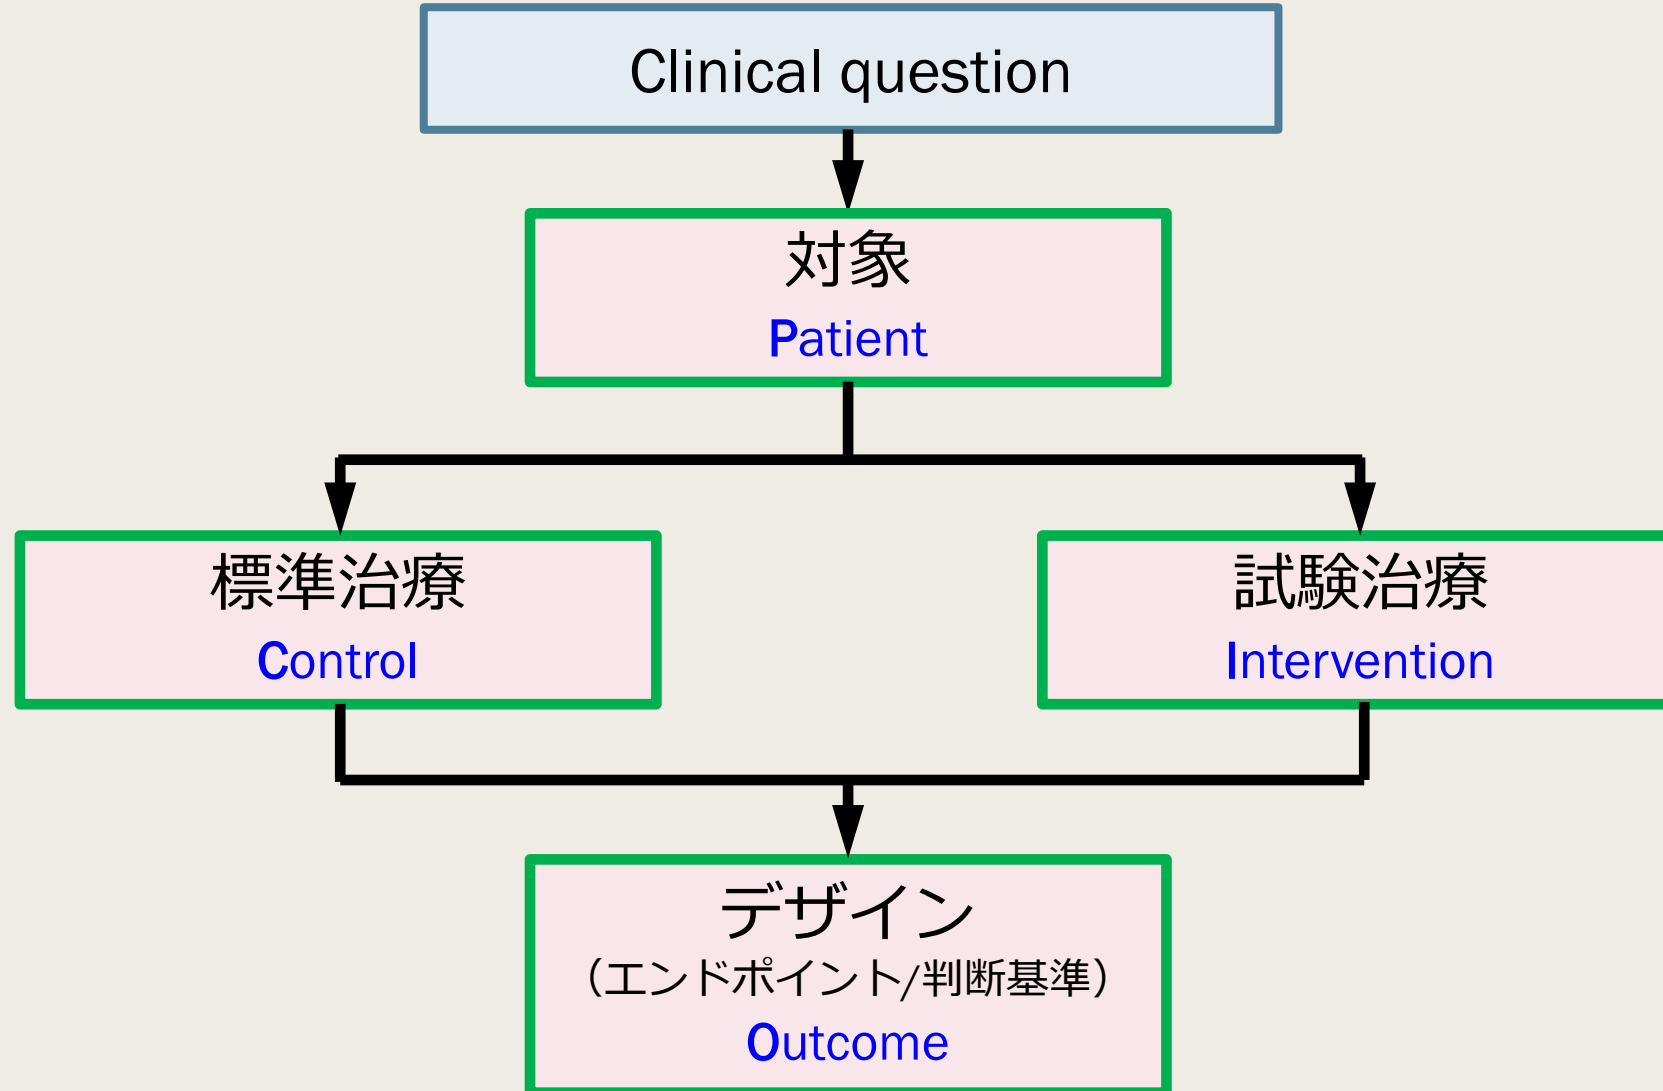 Clinical question
対象
Patient
標準治療
Control
試験治療
Intervention
デザイン
（エンドポイント/判断基準）
Outcome